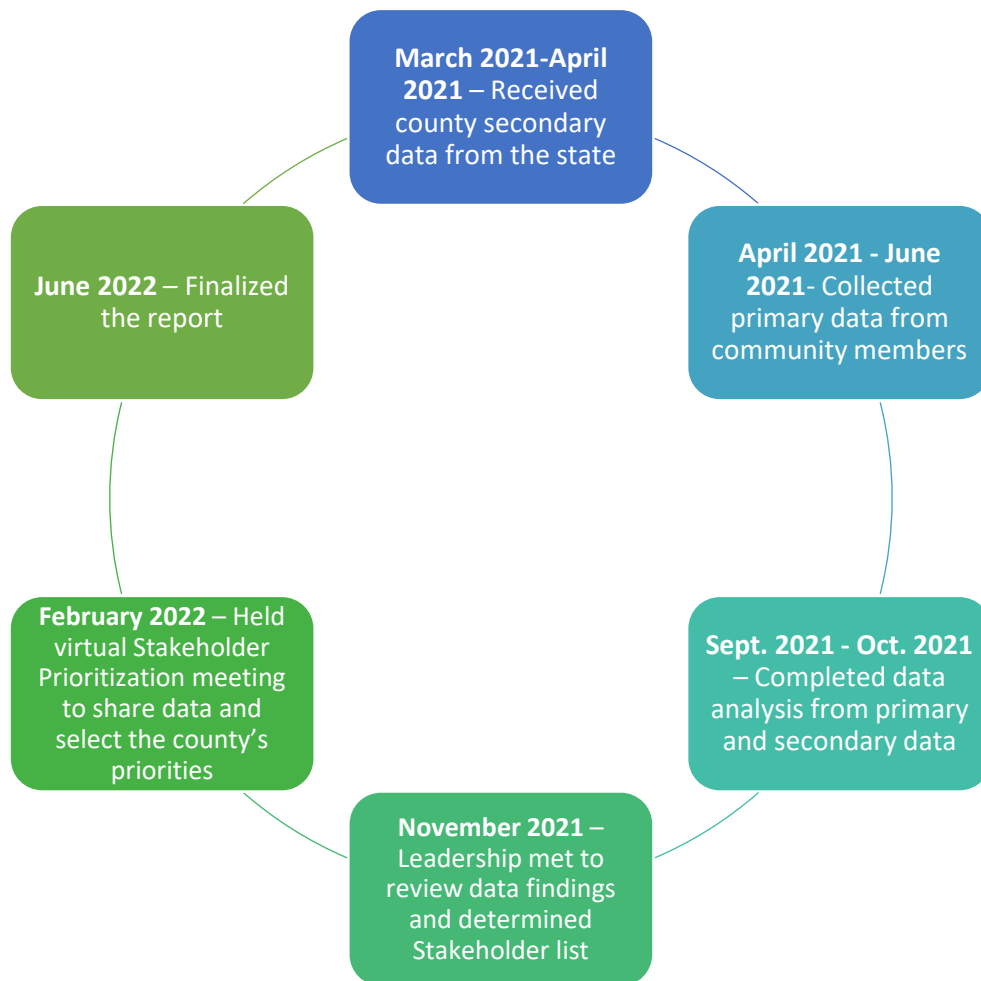 March 2021-April
2021 – Received
county secondary
data from the state
April 2021 - June
2021- Collected
primary data from
community members
Sept. 2021 - Oct. 2021
– Completed data
analysis from primary
and secondary data
November 2021 –
Leadership met to
review data findings
and determined
Stakeholder list
February 2022 – Held
virtual Stakeholder
Prioritization meeting
to share data and
select the county’s
priorities
June 2022 – Finalized
the report